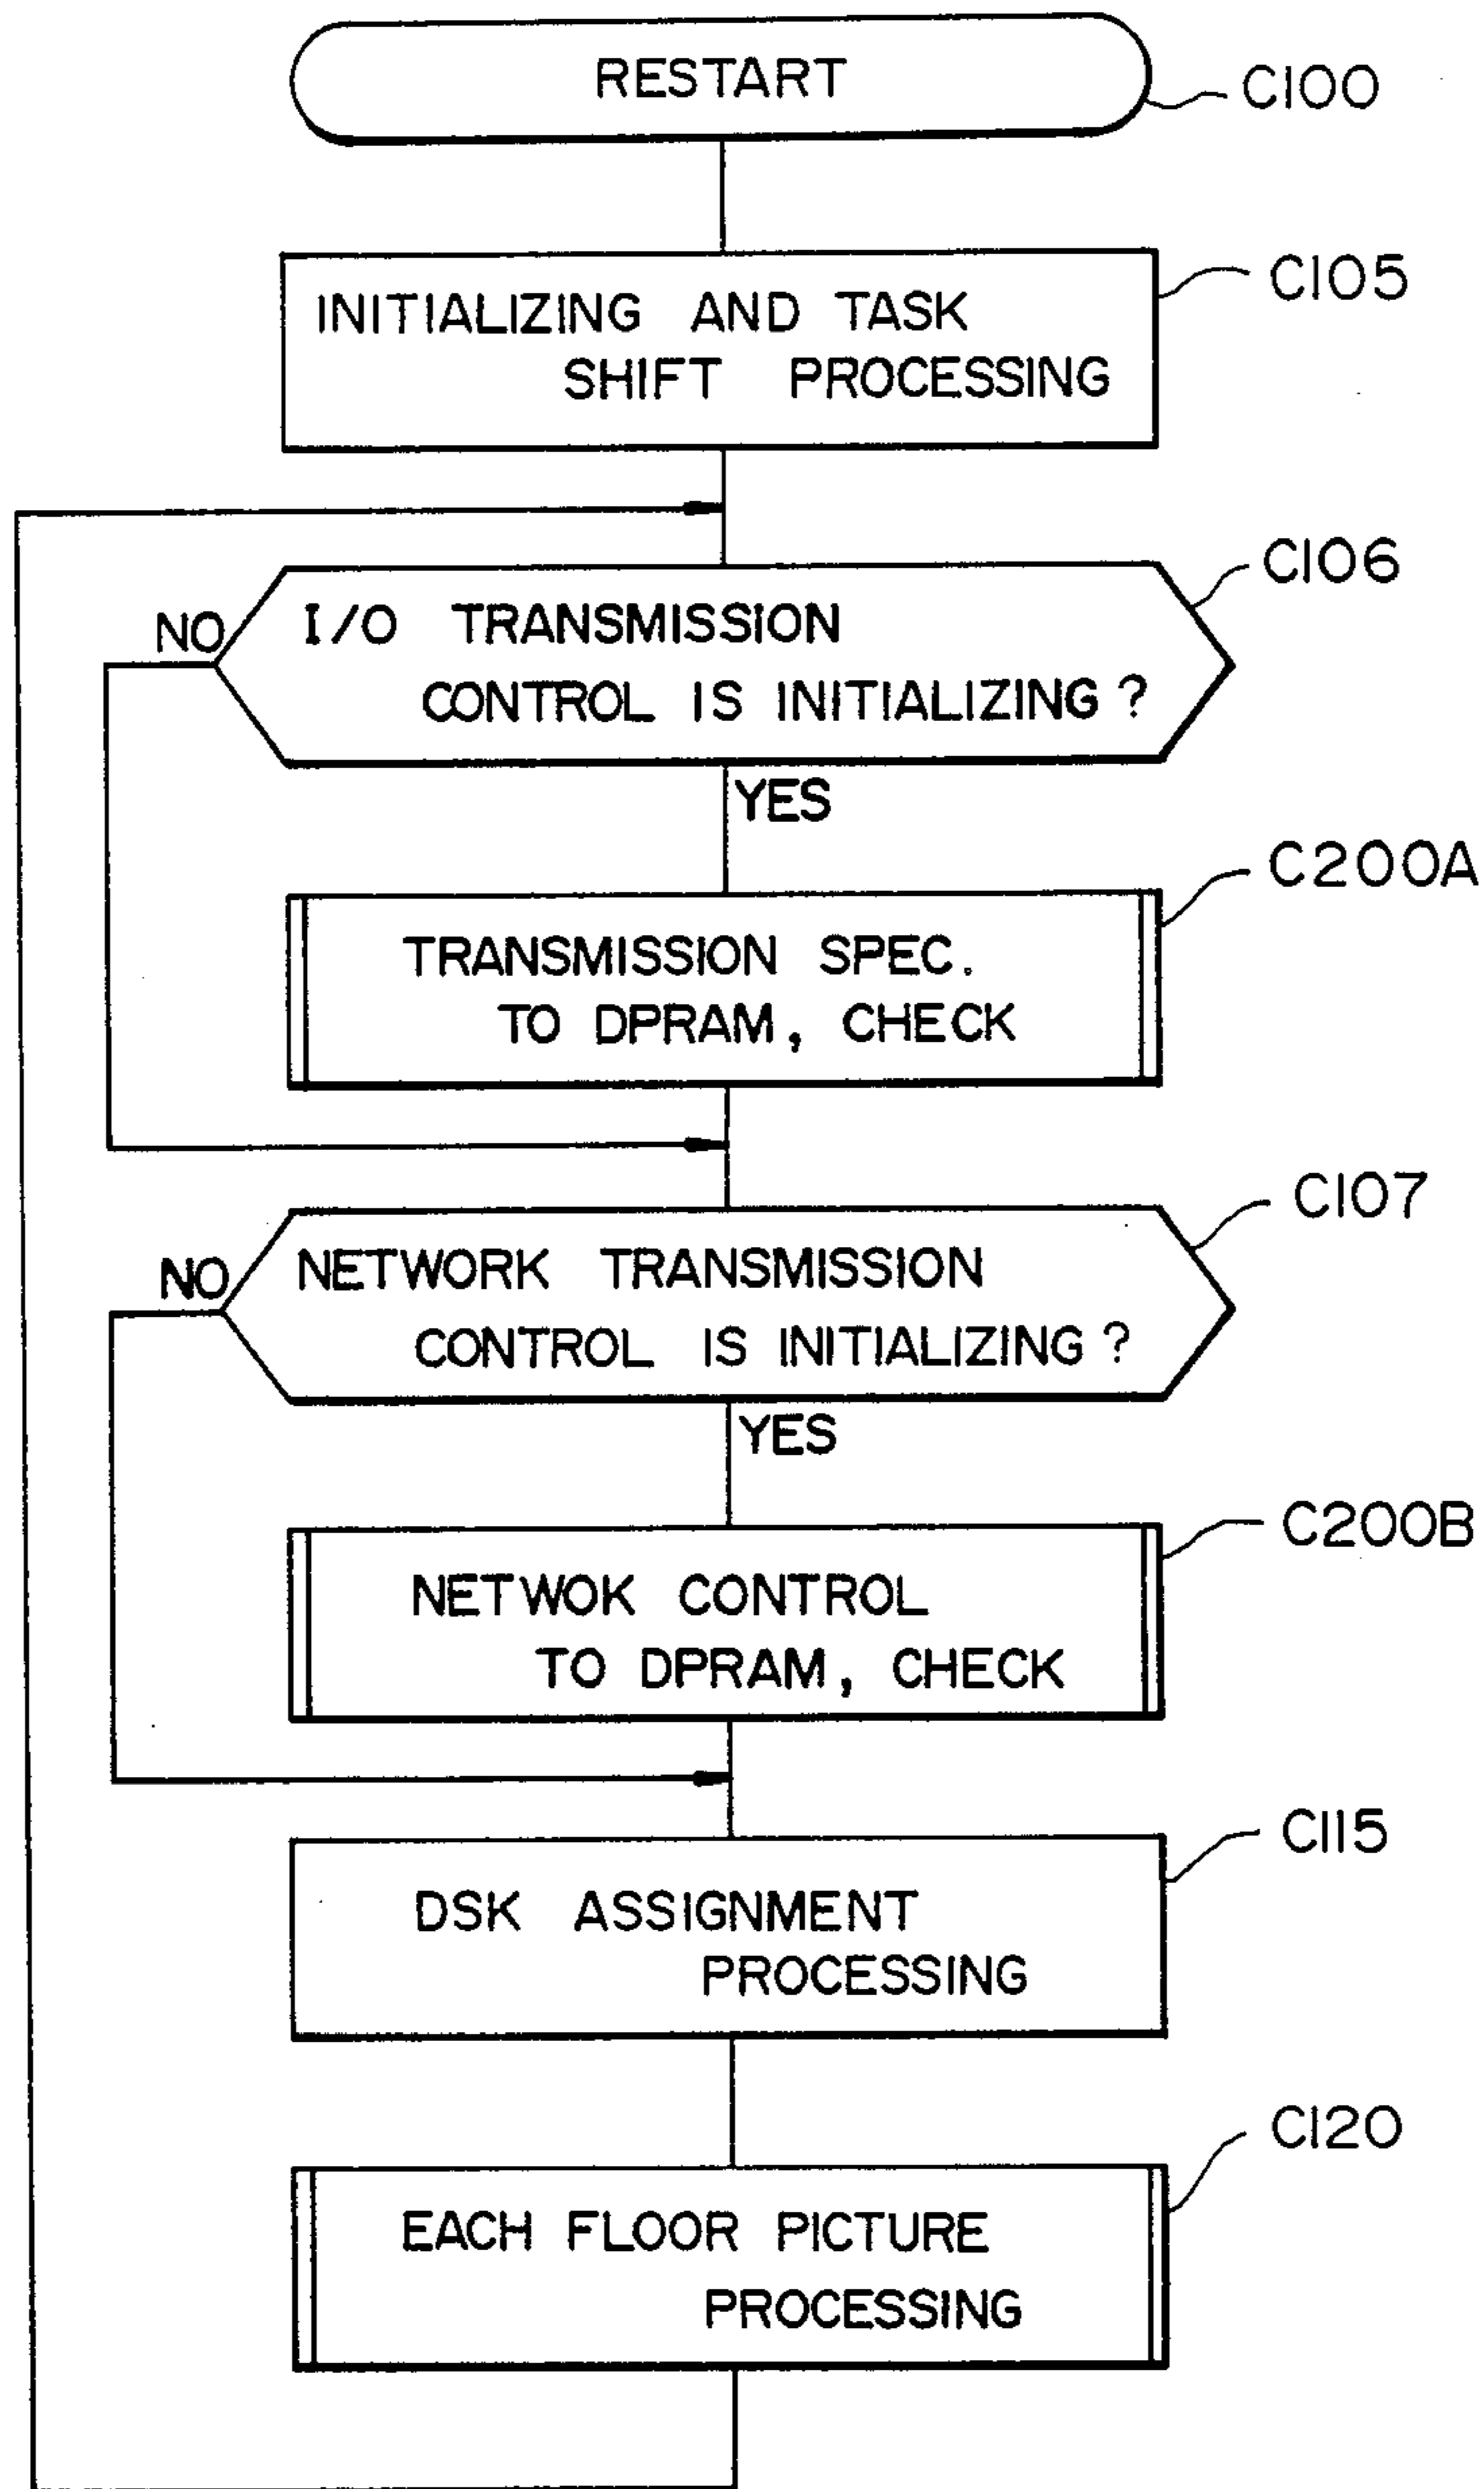 RESTART
C100
INITIALIZING AND TASK
SHIFT PROCESSING
C105
I/O TRANSMISSION
CONTROL IS INITIALIZING?
C106
NO
YES
TRANSMISSION SPEC.
TO DPRAM, CHECK
C200A
NETWORK TRANSMISSION
CONTROL IS INITIALIZING?
C107
NO
YES
NETWOK CONTROL
TO DPRAM, CHECK
C200B
DSK ASSIGNMENT
PROCESSING
C115
EACH FLOOR PICTURE
PROCESSING
C120